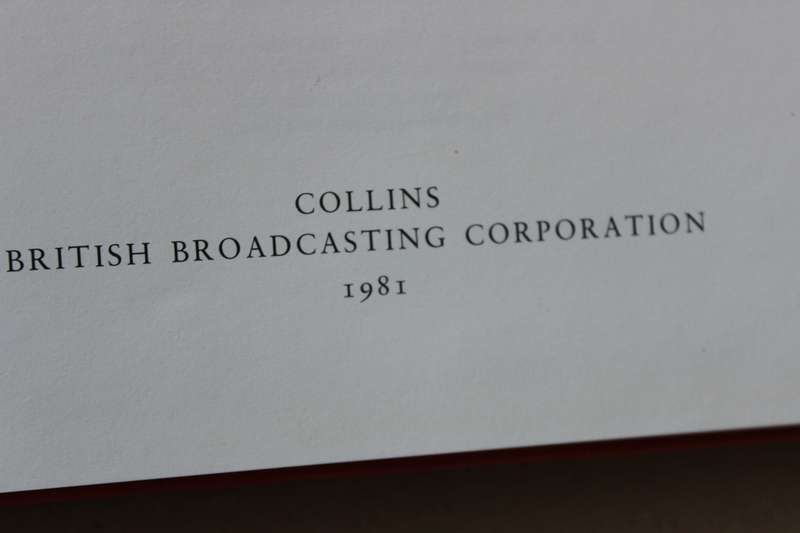 COLLINS
BRITISH BROADCASTING CORPORATION
1981